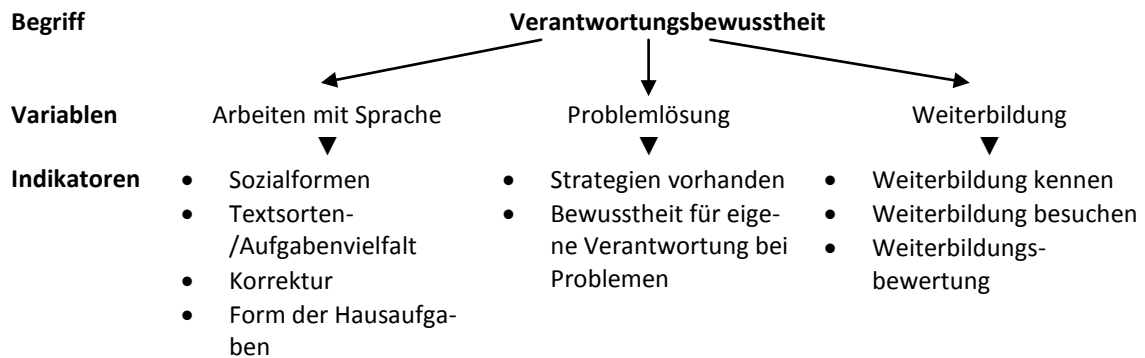 Begriff Verantwortungsbewusstheit
Variablen Arbeiten mit Sprache Problemlösung Weiterbildung
Indikatoren
• Sozialformen
• Textsorten-
/Aufgabenvielfalt
• Korrektur
• Form der Hausaufga-
ben
• Strategien vorhanden
• Bewusstheit für eige-
ne Verantwortung bei
Problemen
• Weiterbildung kennen
• Weiterbildung besuchen
• Weiterbildungs-
bewertung